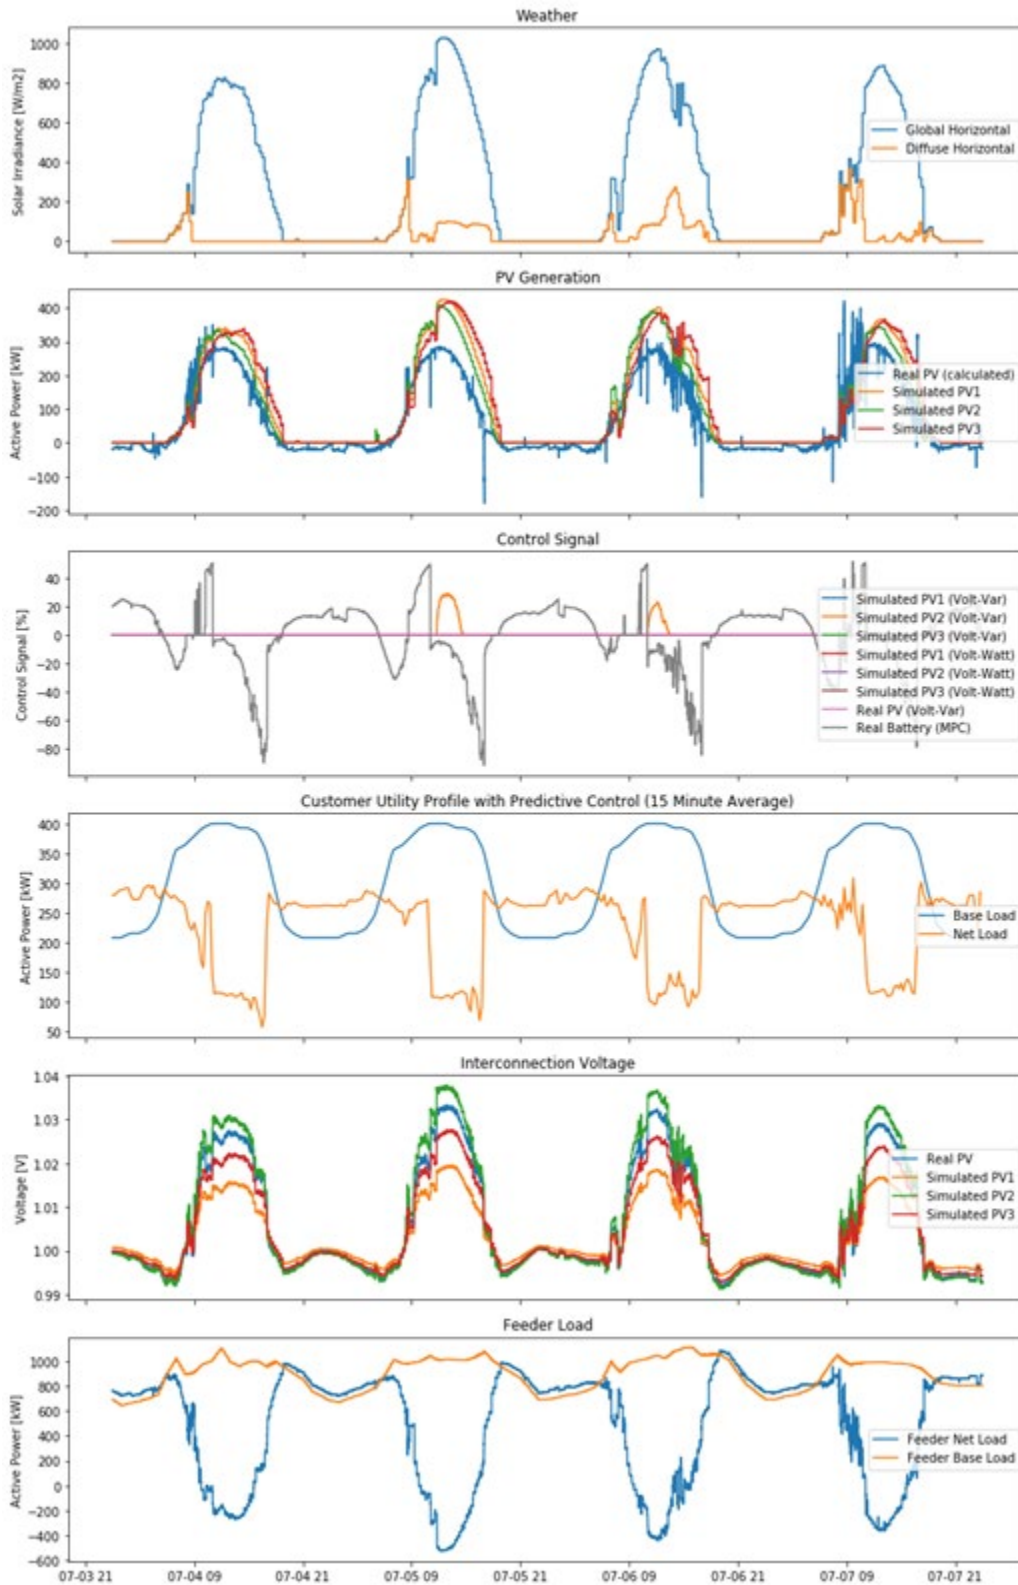 Weather
Solar Irradiance [W/m2]
1000
800
600
400
200
0
Global Horizontal
Diffuse Horizontal
PV Generation
Active Power [kW]
400
300
200
100
0
−100
−200
Real PV (calculated)
Simulated PV1
Simulated PV2
Simulated PV3
Control Signal
Control Signal [%]
40
20
0
−20
−40
−60
−80
Simulated PV1 (Volt-Var)
Simulated PV2 (Volt-Var)
Simulated PV3 (Volt-Var)
Simulated PV1 (Volt-Watt)
Simulated PV2 (Volt-Watt)
Simulated PV3 (Volt-Watt)
Real PV (Volt-Var)
Real Battery (MPC)
Customer Utility Profile with Predictive Control (15 Minute Average)
Active Power [kW]
400
350
300
250
200
150
100
50
Base Load
Net Load
Interconnection Voltage
Voltage [V]
1.04
1.03
1.02
1.01
1.00
0.99
Real PV
Simulated PV1
Simulated PV2
Simulated PV3
Feeder Load
Active Power [kW]
1000
800
600
400
200
0
−200
−400
−600
Feeder Net Load
Feeder Base Load
07-03 21 07-04 09 07-04 21 07-05 09 07-05 21 07-06 09 07-06 21 07-07 09 07-07 21